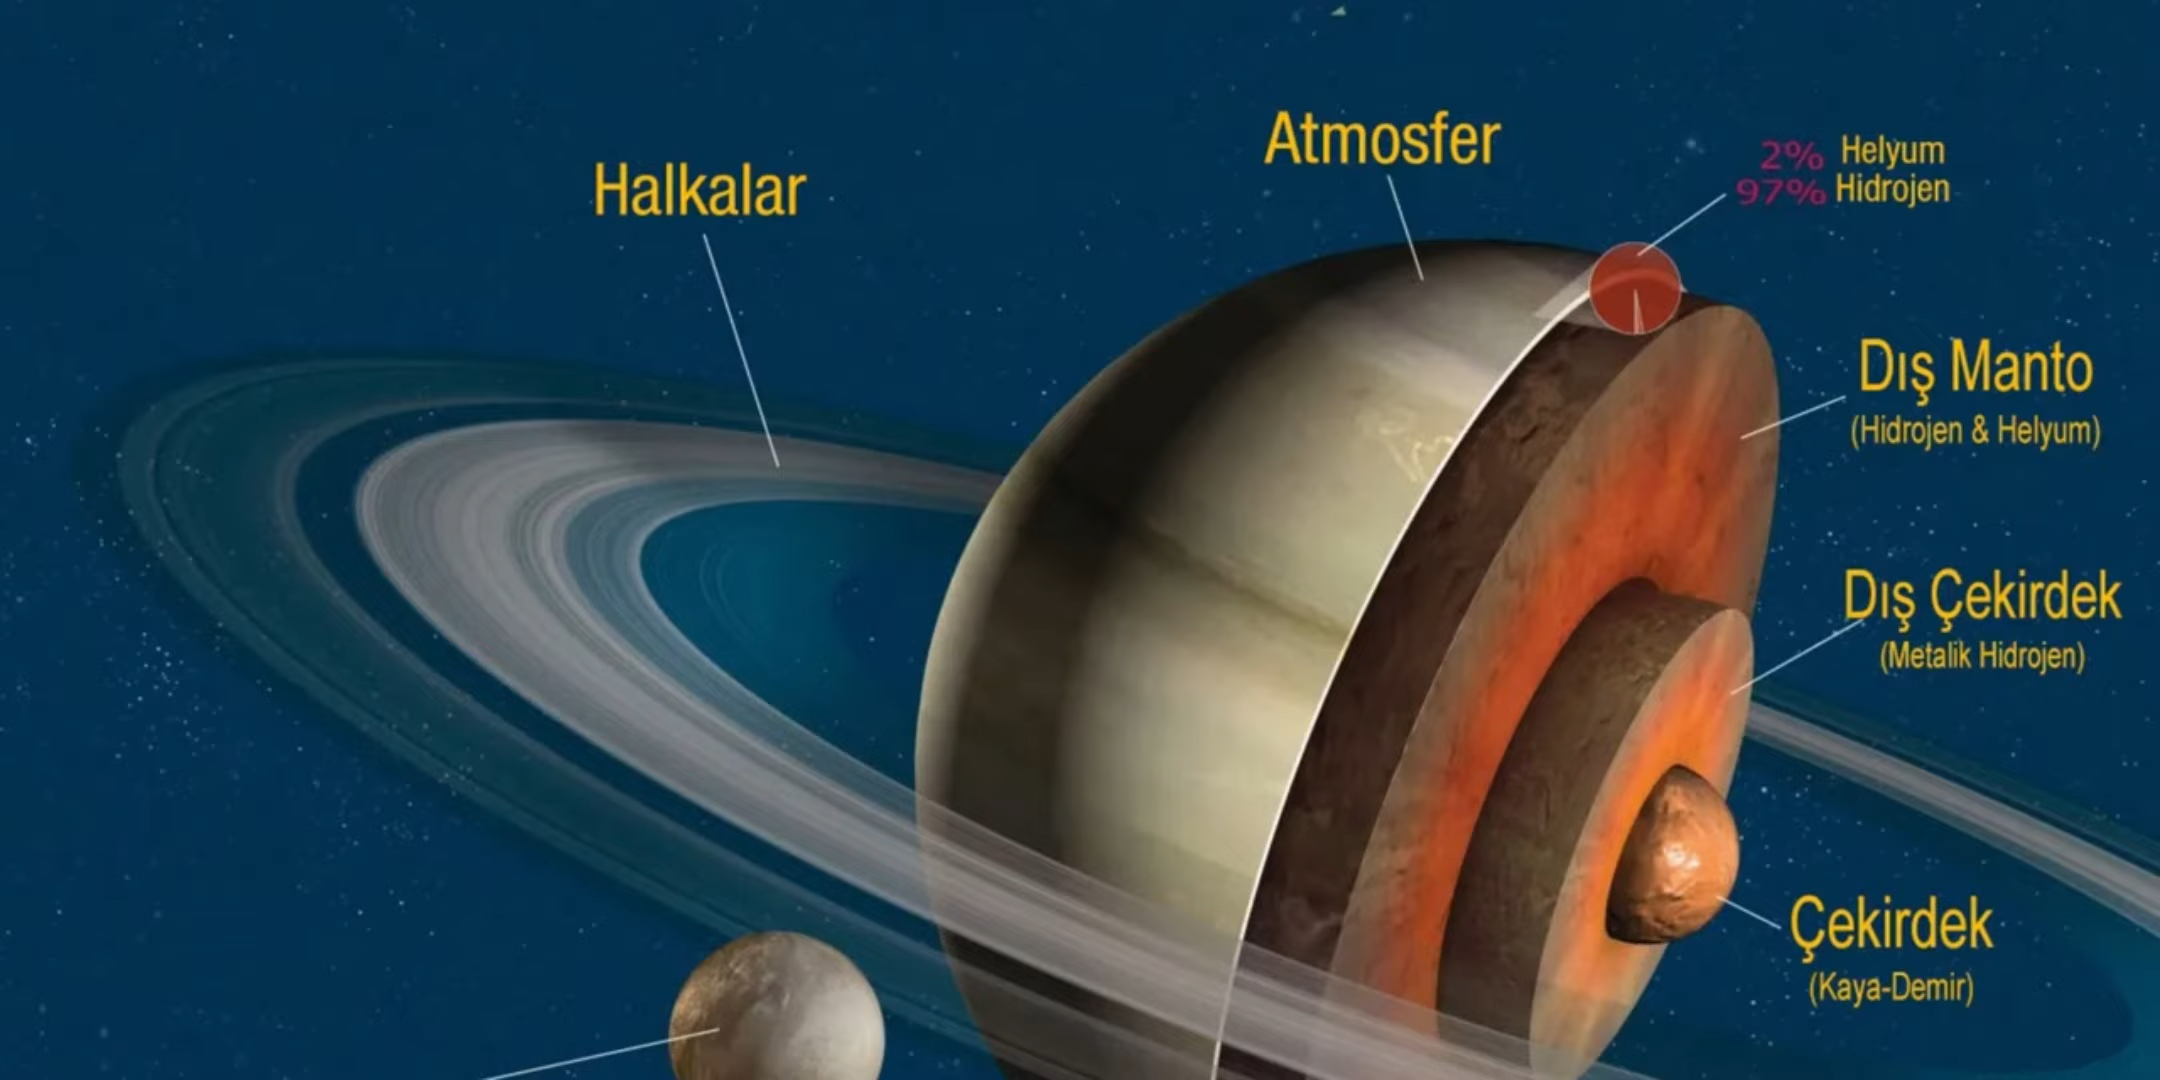 Halkalar
Atmosfer
2% Helyum
97% Hidrojen
Dış Manto
(Hidrojen & Helyum)
Dış Çekirdek
(Metalik Hidrojen)
Çekirdek
(Kaya-Demir)